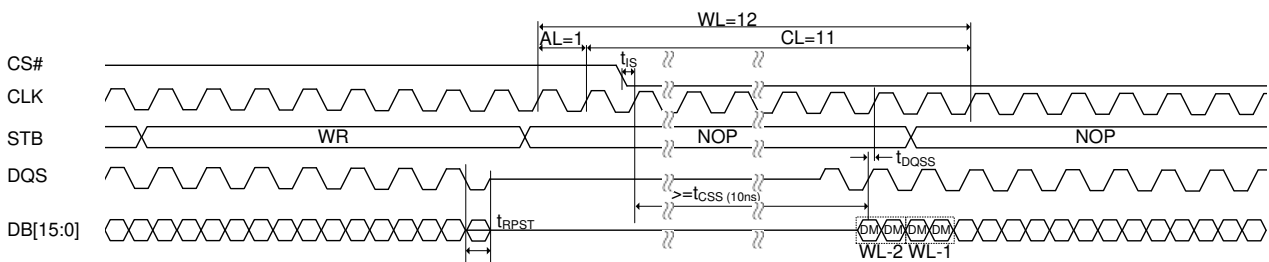 WL=12
AL=1 CL=11
CS# tIS
CLK
STB WR NOP NOP
DQS tDQSS
>=tCSS (10ns)
DB[15:0] tRPST DM DM DM DM
WL-2 WL-1